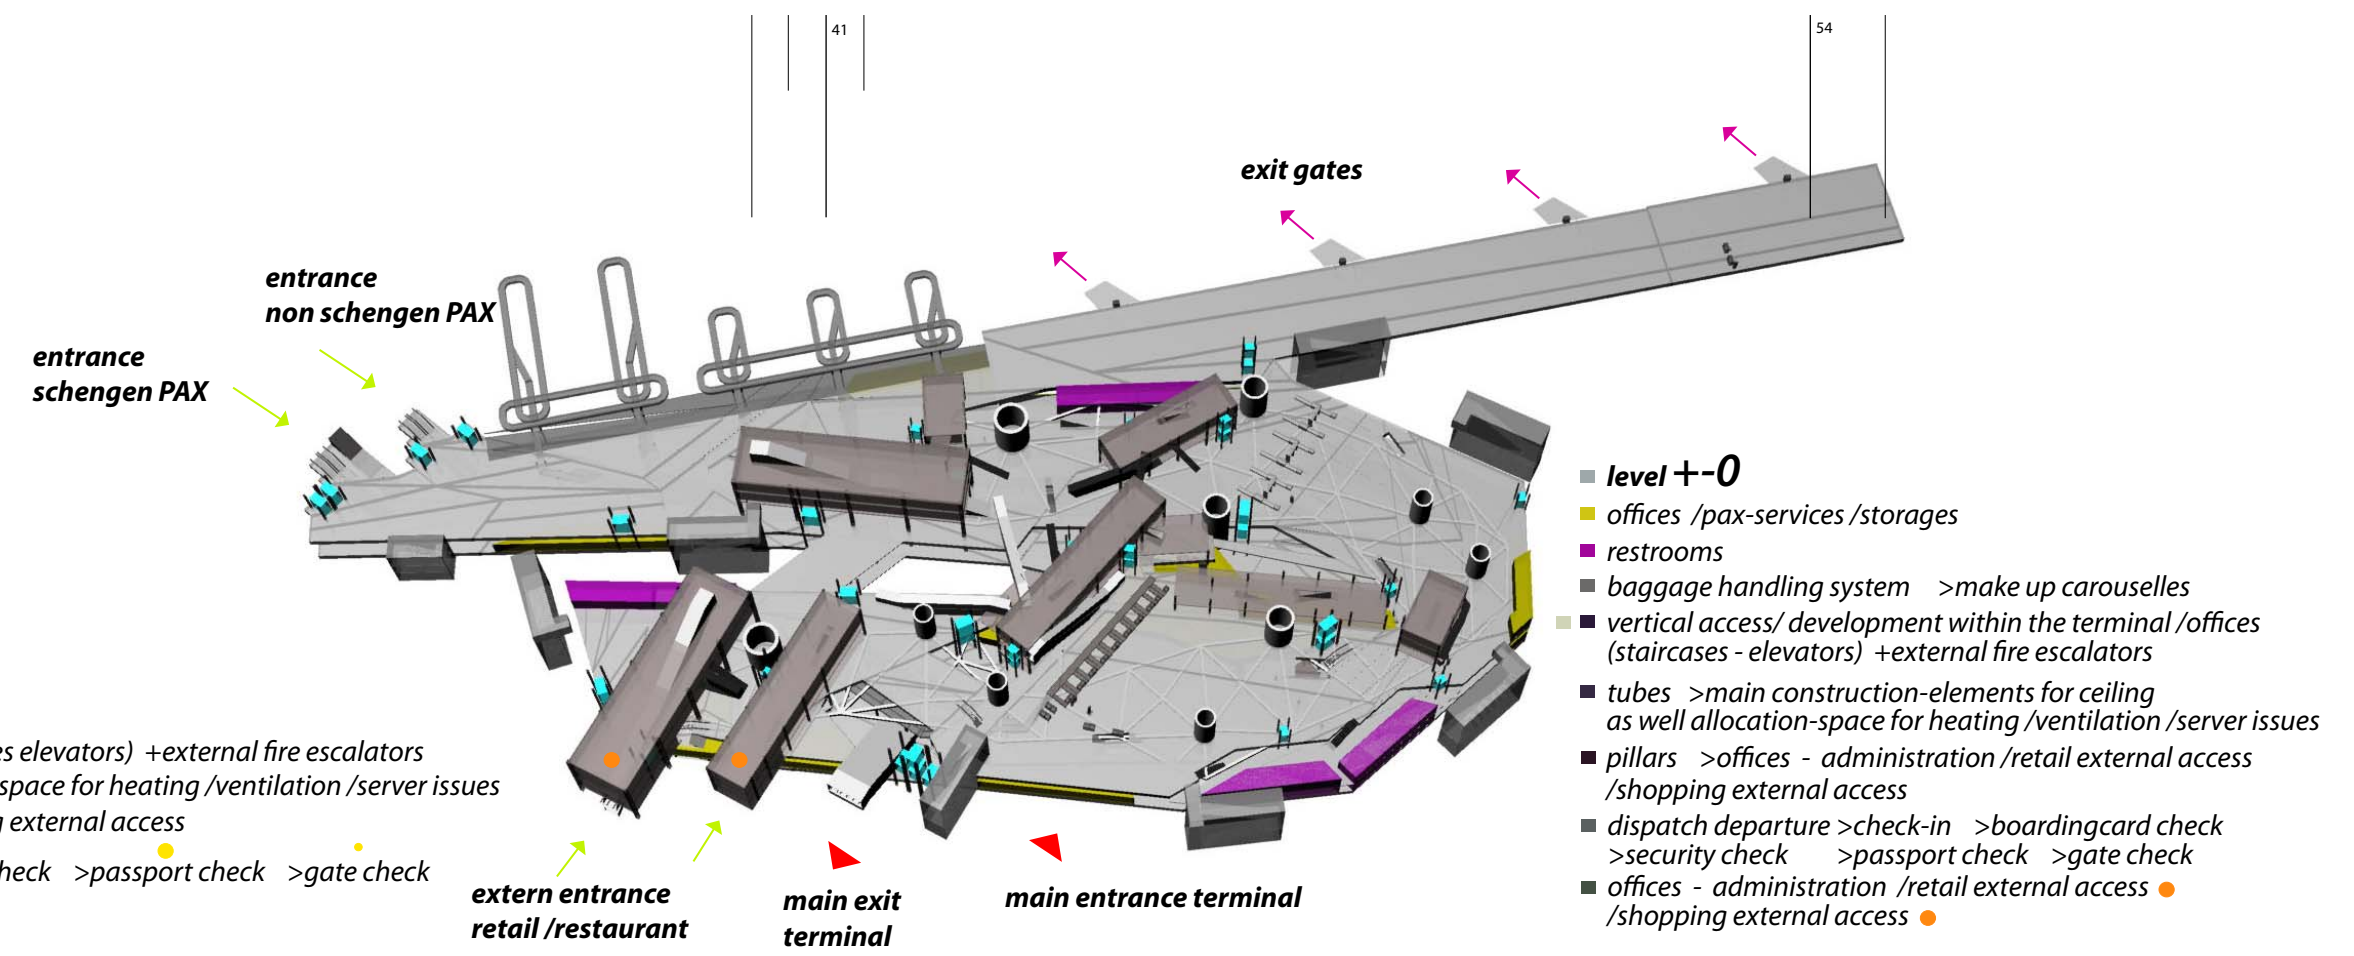 41
54
exit gates
entrance
non schengen PAX
entrance
schengen PAX
level +-0
offices /pax-services /storages
restrooms
baggage handling system >make up carouselles
vertical access/ development within the terminal /offices
(staircases - elevators) +external fire escalators
tubes >main construction-elements for ceiling
as well allocation-space for heating /ventilation /server issues
pillars >offices - administration /retail external access
/shopping external access
dispatch departure >check-in >boardingcard check
>security check >passport check >gate check
offices - administration /retail external access
/shopping external access
es elevators) +external fire escalators
space for heating /ventilation /server issues
g external access
heck >passport check >gate check
extern entrance
retail /restaurant
main exit
terminal
main entrance terminal